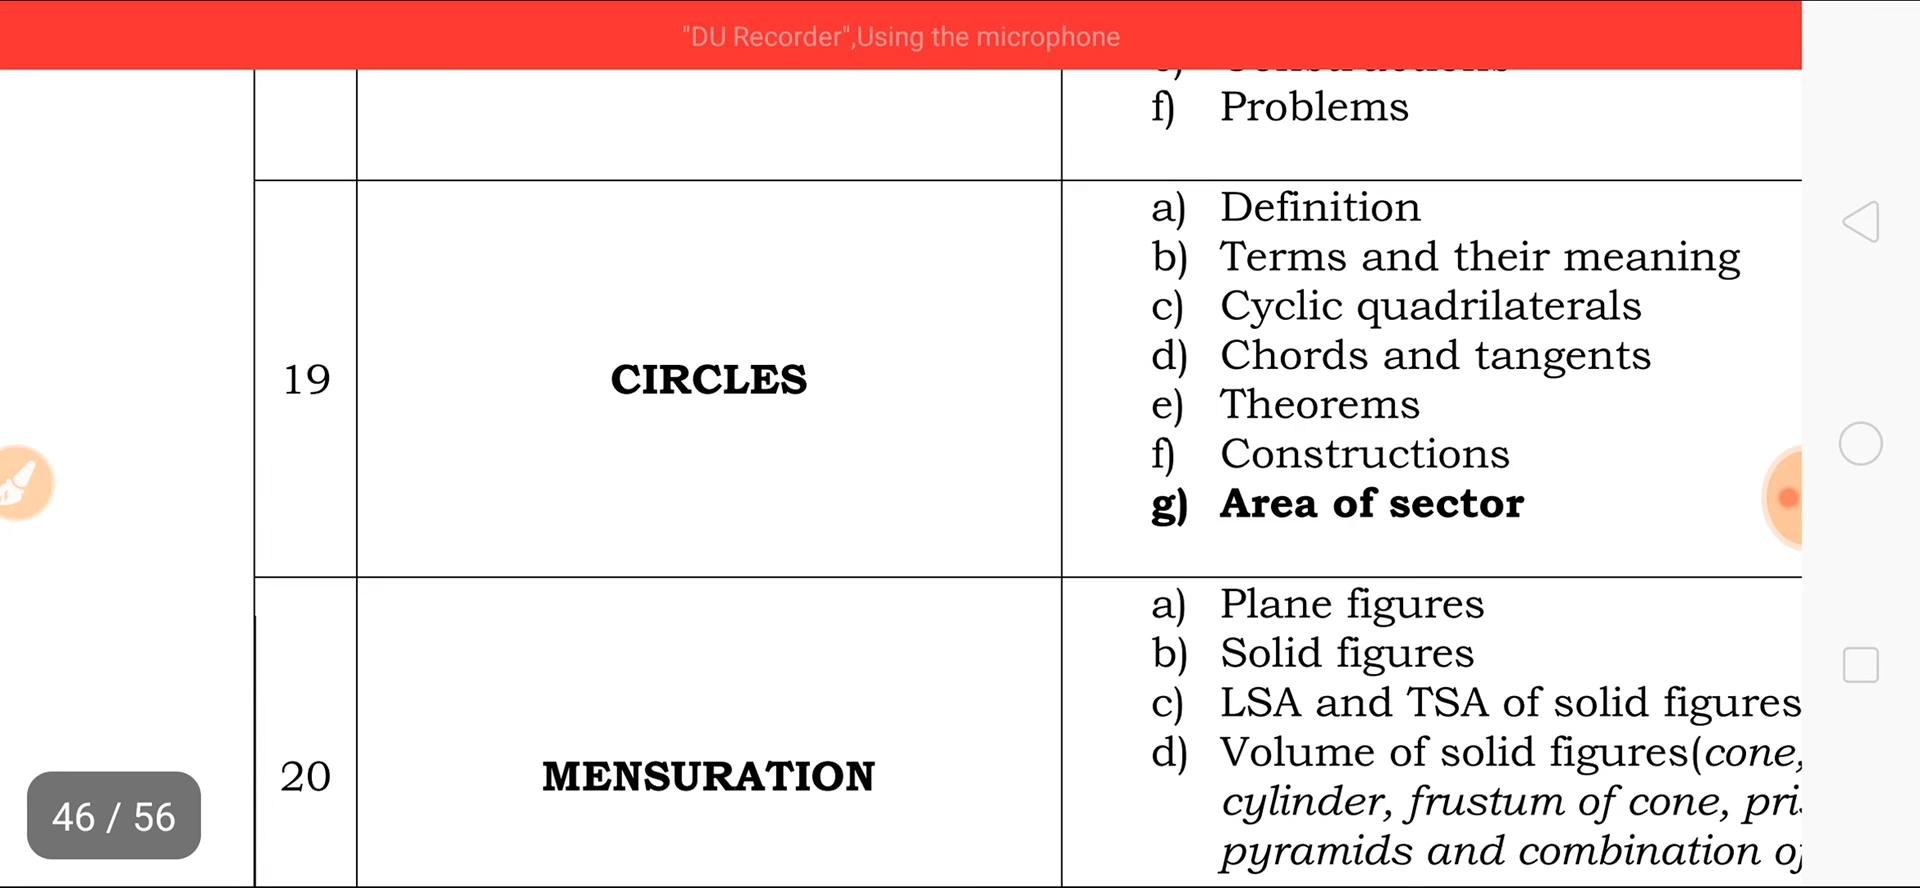 "DU Recorder",Using the microphone
f) Problems
19
CIRCLES
a) Definition
b) Terms and their meaning
c) Cyclic quadrilaterals
d) Chords and tangents
e) Theorems
f) Constructions
g) Area of sector
20
MENSURATION
a) Plane figures
b) Solid figures
c) LSA and TSA of solid figures
d) Volume of solid figures(cone,
cylinder, frustum of cone,
pyramids and combination
46 / 56